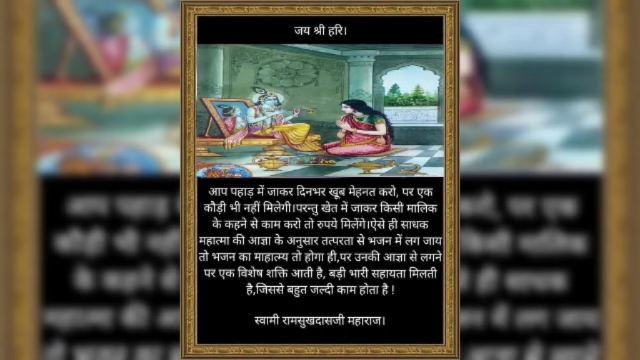 जय श्री हरि।
आप पहाड़ में जाकर दिनभर खूब मेहनत करो, पर एक
कौड़ी भी नहीं मिलेगी।परन्तु खेत में जाकर किसी मालिक
के कहने से काम करो तो रुपये मिलेंगे।ऐसे ही साधक
महात्मा की आज्ञा के अनुसार तत्परता से भजन में लग जाय
तो भजन का माहात्म्य तो होगा ही,पर उनकी आज्ञा से लगने
पर एक विशेष शक्ति आती है, बड़ी भारी सहायता मिलती
है,जिससे बहुत जल्दी काम होता है !
स्वामी रामसुखदासजी महाराज।